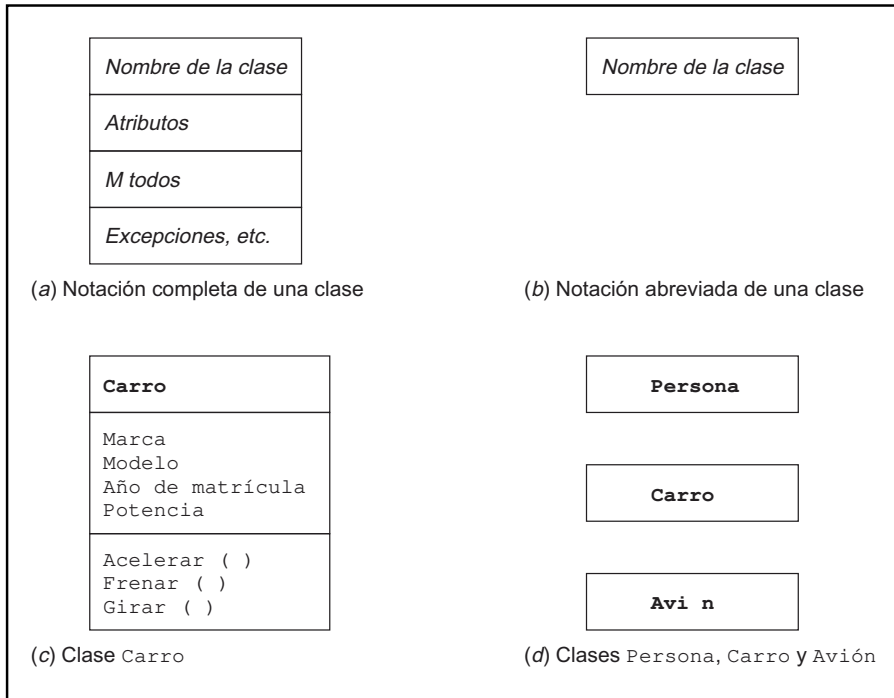 Nombre de la clase
Atributos
M todos
Excepciones, etc.
(a) Notación completa de una clase
Nombre de la clase
(b) Notación abreviada de una clase
Carro
Marca
Modelo
Año de matrícula
Potencia
Acelerar ( )
Frenar ( )
Girar ( )
(c) Clase Carro
Persona
Carro
Avi n
(d) Clases Persona, Carro y Avión